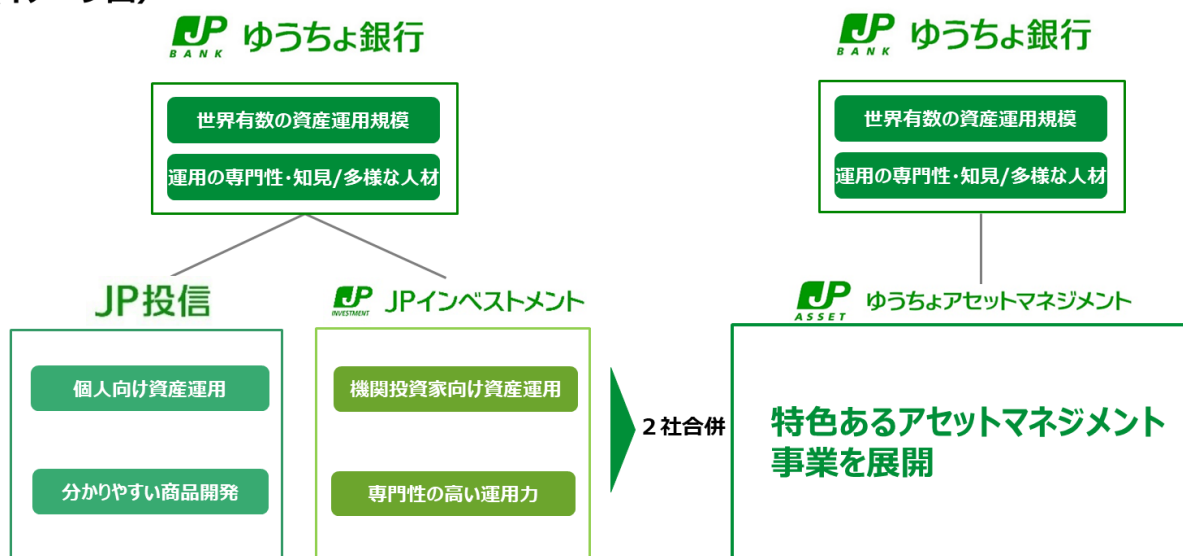 JP BANK ゆうちょ銀行
世界有数の資産運用規模
運用の専門性・知見/多様な人材
JP投信
個人向け資産運用
分かりやすい商品開発
JP INVESTMENT JPインベストメント
機関投資家向け資産運用
専門性の高い運用力
2社合併
JP BANK ゆうちょ銀行
世界有数の資産運用規模
運用の専門性・知見/多様な人材
JP ASSET ゆうちょアセットマネジメント
特色あるアセットマネジメント
事業を展開